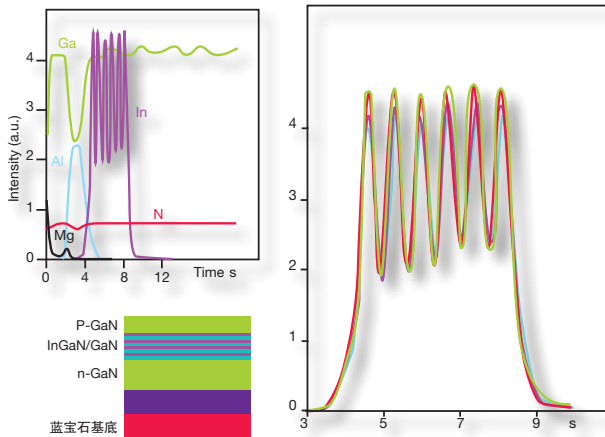 Intensity (a.u.)
4
3
2
1
0
Ga
In
Al
N
Mg
0
4
8
12
Time s
P-GaN
InGaN/GaN
n-GaN
蓝宝石基底
4
3
2
1
0
3
5
7
9
s